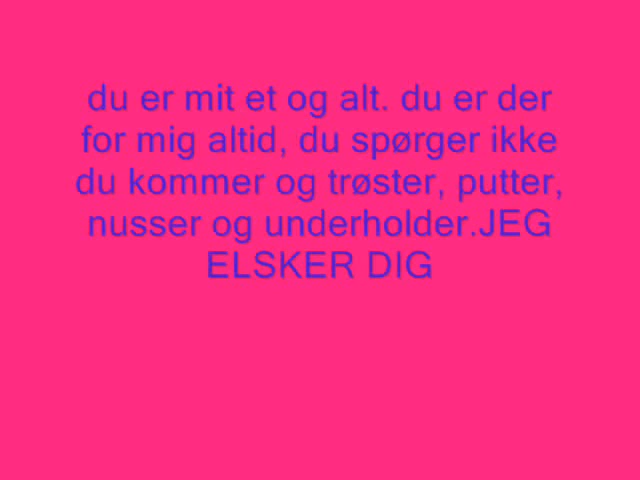 du er mit et og alt. du er der
for mig altid, du spørger ikke
du kommer og trøster, putter,
nusser og underholder.JEG
ELSKER DIG